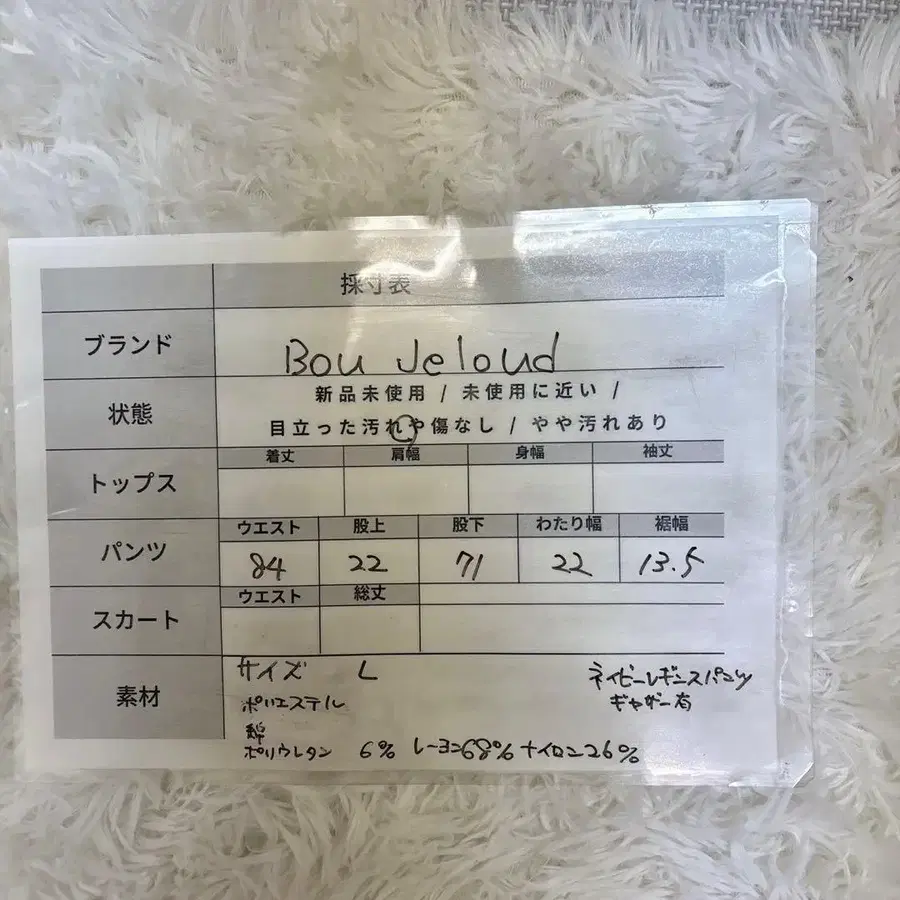 採寸表
ブランド Bou Jeloud
状態 新品未使用 / 未使用に近い /
目立った汚れや傷なし / やや汚れあり
トップス 着丈 肩幅 身幅 袖丈
パンツ ウエスト 股上 股下 わたり幅 裾幅
84 22 71 22 13.5
スカート ウエスト 総丈
素材 サイズ L ネイビーレギンスパンツ
ポリエステル ギャザー有
綿
ポリウレタン 6% レーヨン68% ナイロン26%